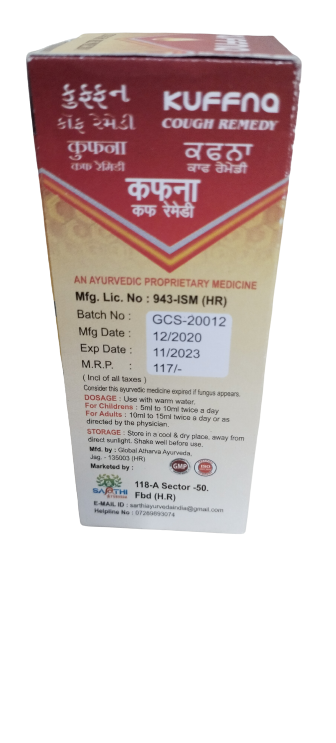 કુફ્ફન
કૉફ રેમેડી
KUFFNA
COUGH REMEDY
कुफना
कफ रेमिडी
ਕਫਨਾ
ਕਾਫ ਰੇਮੇਡੀ
कफना
कफ रेमेडी
AN AYURVEDIC PROPRIETARY MEDICINE
Mfg. Lic. No : 943-ISM (HR)
Batch No : GCS-20012
Mfg Date : 12/2020
Exp Date : 11/2023
M.R.P. : 117/-
( Incl of all taxes )
Consider this ayurvedic medicine expired if fungus appears.
DOSAGE : Use with warm water.
For Childrens : 5ml to 10ml twice a day
For Adults : 10ml to 15ml twice a day or as
directed by the physician.
STORAGE : Store in a cool & dry place, away from
direct sunlight. Shake well before use.
Mfd. by : Global Atharva Ayurveda,
Jag. - 135003 (HR)
Marketed by :
GMP
ISO
SARTHI
118-A Sector -50.
Fbd (H.R)
E-MAIL ID : sarthiayurvedaindia@gmail.com
Helpline No : 07289893074